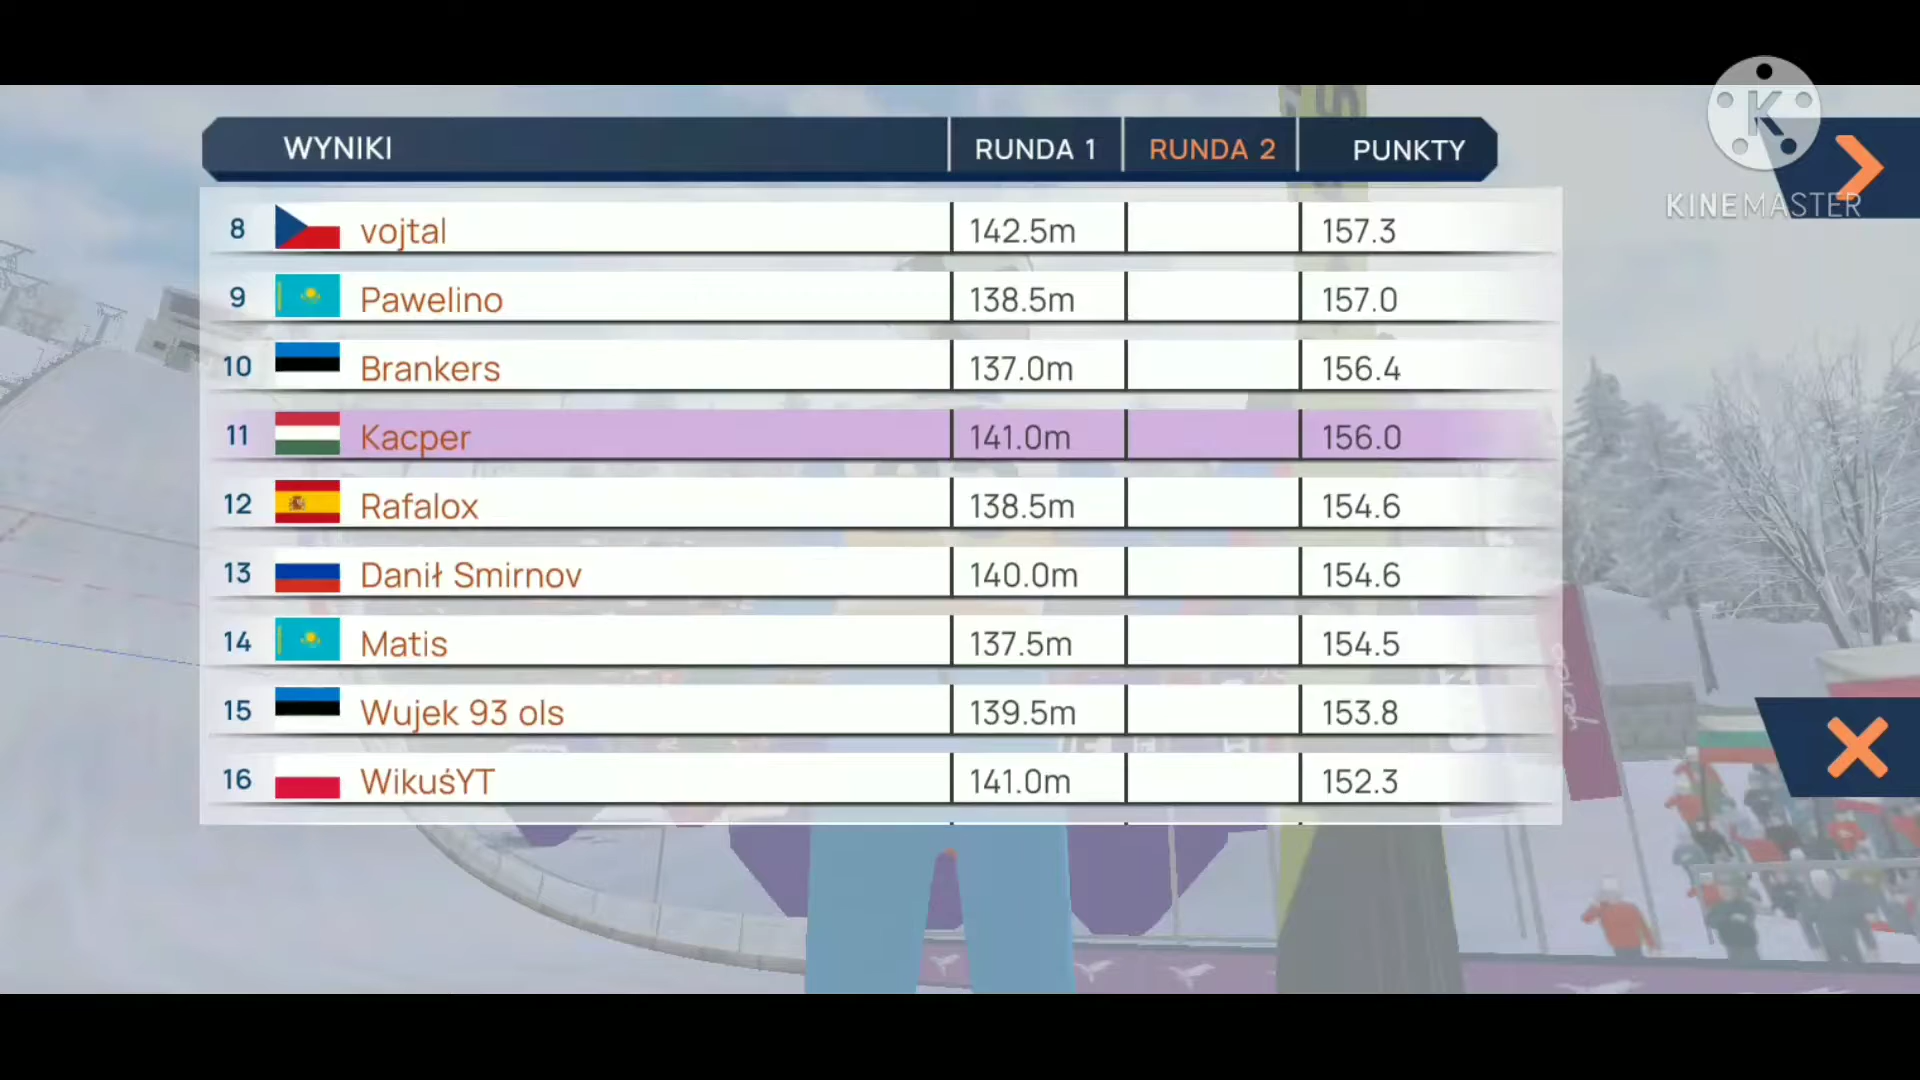 WYNIKI RUNDA 1 RUNDA 2 PUNKTY
K
KINEMASTER
8 vojtal 142.5m 157.3
9 Pawelino 138.5m 157.0
10 Brankers 137.0m 156.4
11 Kacper 141.0m 156.0
12 Rafalox 138.5m 154.6
13 Danił Smirnov 140.0m 154.6
14 Matis 137.5m 154.5
15 Wujek 93 ols 139.5m 153.8
16 WikuśYT 141.0m 152.3